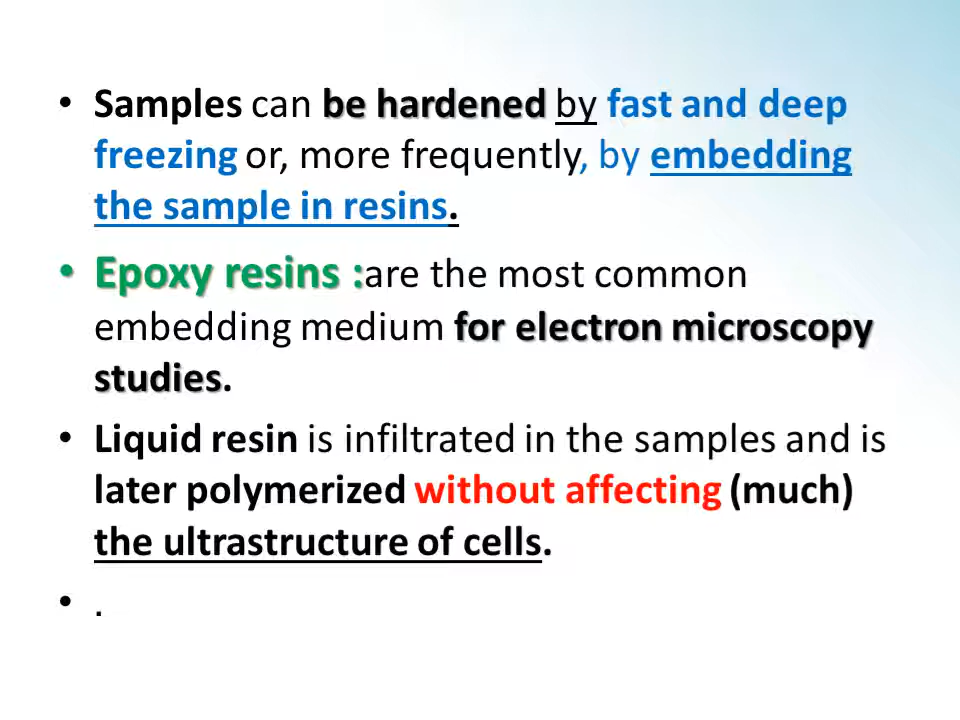 • Samples can be hardened by fast and deep
freezing or, more frequently, by embedding
the sample in resins.
• Epoxy resins :are the most common
embedding medium for electron microscopy
studies.
• Liquid resin is infiltrated in the samples and is
later polymerized without affecting (much)
the ultrastructure of cells.
• .